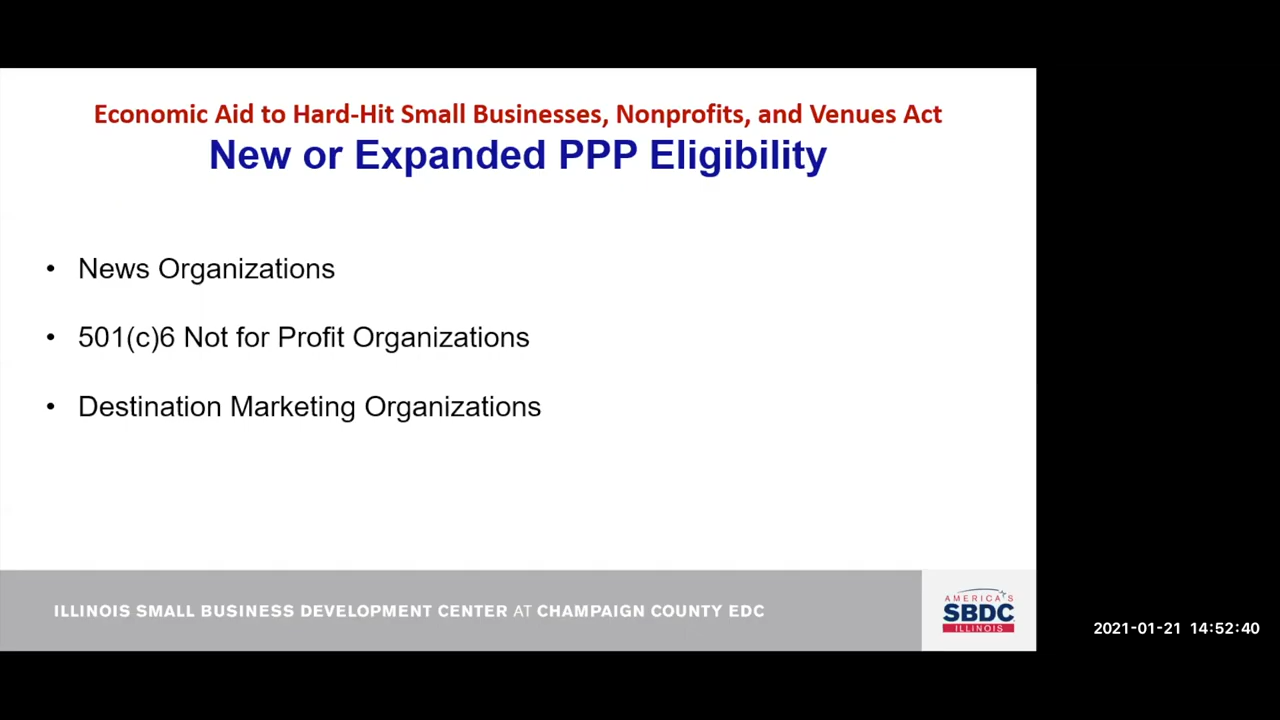 Economic Aid to Hard-Hit Small Businesses, Nonprofits, and Venues Act
New or Expanded PPP Eligibility
• News Organizations
• 501(c)6 Not for Profit Organizations
• Destination Marketing Organizations
ILLINOIS SMALL BUSINESS DEVELOPMENT CENTER AT CHAMPAIGN COUNTY EDC
AMERICA'S
SBDC
ILLINOIS
2021-01-21 14:52:40